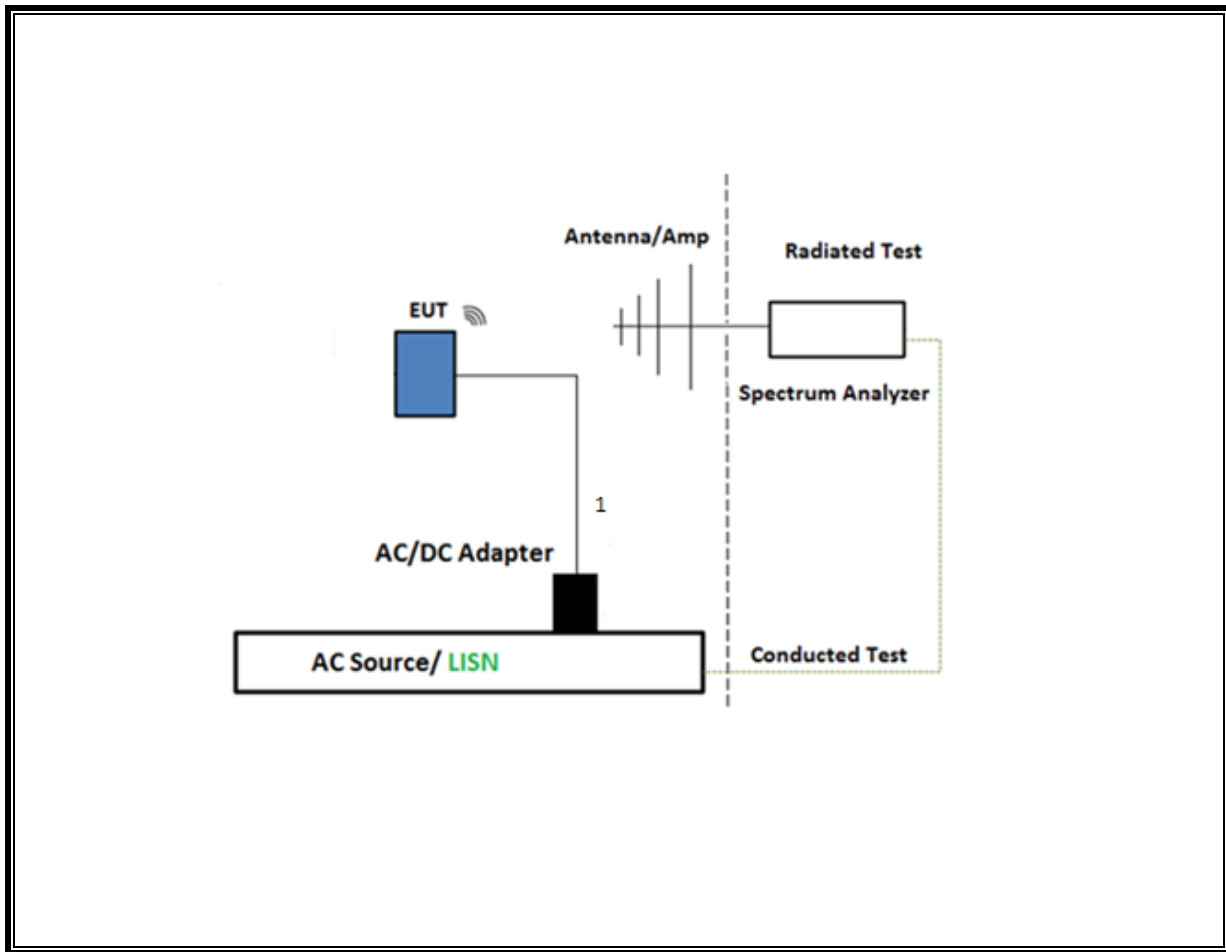 Antenna/Amp
Radiated Test
EUT
Spectrum Analyzer
1
AC/DC Adapter
AC Source/ LISN
Conducted Test